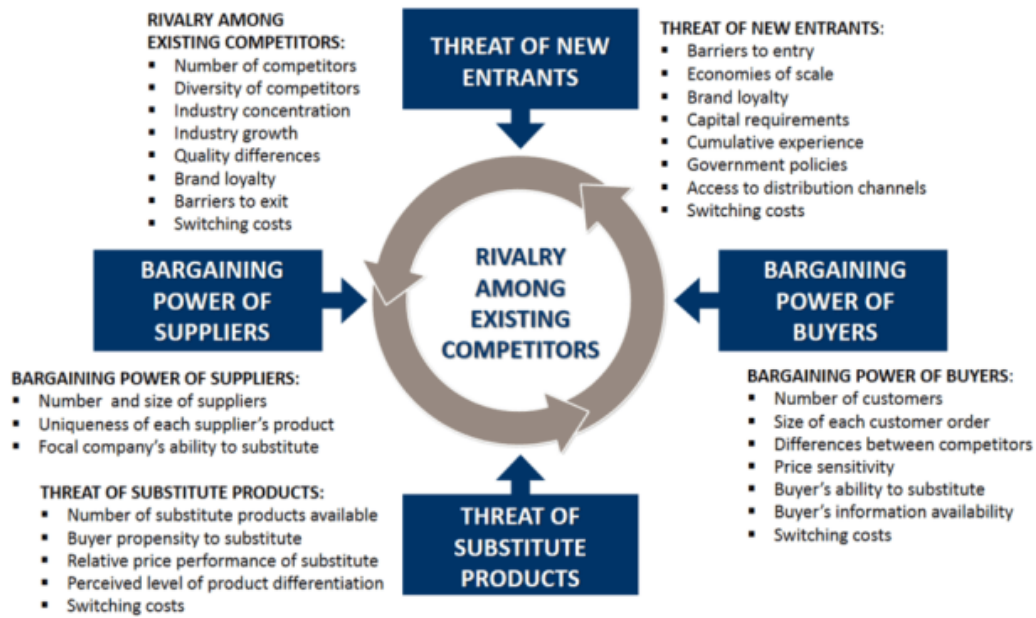 RIVALRY AMONG
EXISTING COMPETITORS:
▪ Number of competitors
▪ Diversity of competitors
▪ Industry concentration
▪ Industry growth
▪ Quality differences
▪ Brand loyalty
▪ Barriers to exit
▪ Switching costs
THREAT OF NEW
ENTRANTS
THREAT OF NEW ENTRANTS:
▪ Barriers to entry
▪ Economies of scale
▪ Brand loyalty
▪ Capital requirements
▪ Cumulative experience
▪ Government policies
▪ Access to distribution channels
▪ Switching costs
BARGAINING
POWER OF
SUPPLIERS
RIVALRY
AMONG
EXISTING
COMPETITORS
BARGAINING
POWER OF
BUYERS
BARGAINING POWER OF SUPPLIERS:
▪ Number and size of suppliers
▪ Uniqueness of each supplier's product
▪ Focal company's ability to substitute
BARGAINING POWER OF BUYERS:
▪ Number of customers
▪ Size of each customer order
▪ Differences between competitors
▪ Price sensitivity
▪ Buyer's ability to substitute
▪ Buyer's information availability
▪ Switching costs
THREAT OF SUBSTITUTE PRODUCTS:
▪ Number of substitute products available
▪ Buyer propensity to substitute
▪ Relative price performance of substitute
▪ Perceived level of product differentiation
▪ Switching costs
THREAT OF
SUBSTITUTE
PRODUCTS